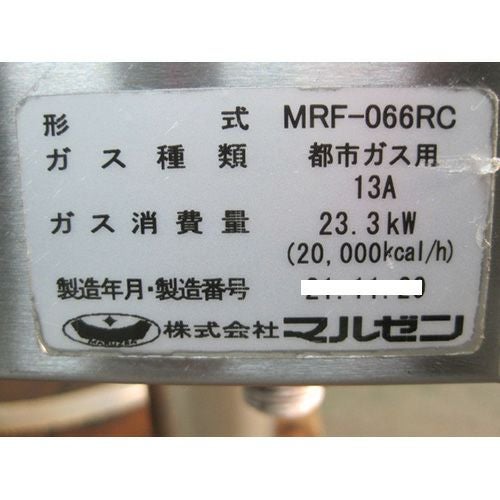 形式 MRF-066RC
ガス種類 都市ガス用
13A
ガス消費量 23.3kW
(20,000kcal/h)
製造年月・製造番号
MARUZEN 株式会社 マルゼン